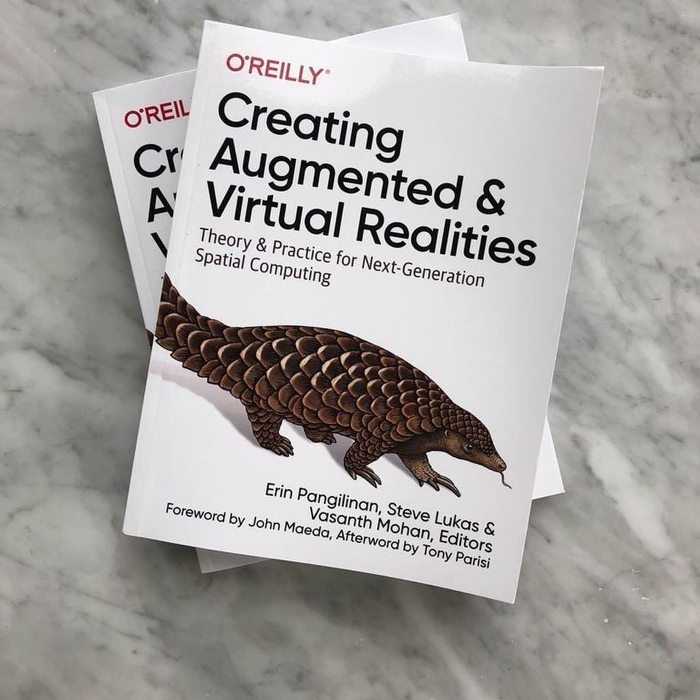 O'REILLY®
Creating
Augmented &
Virtual Realities
Theory & Practice for Next-Generation
Spatial Computing
Erin Pangilinan, Steve Lukas &
Vasanth Mohan, Editors
Foreword by John Maeda, Afterword by Tony Parisi
O'REIL
Cr
A
V